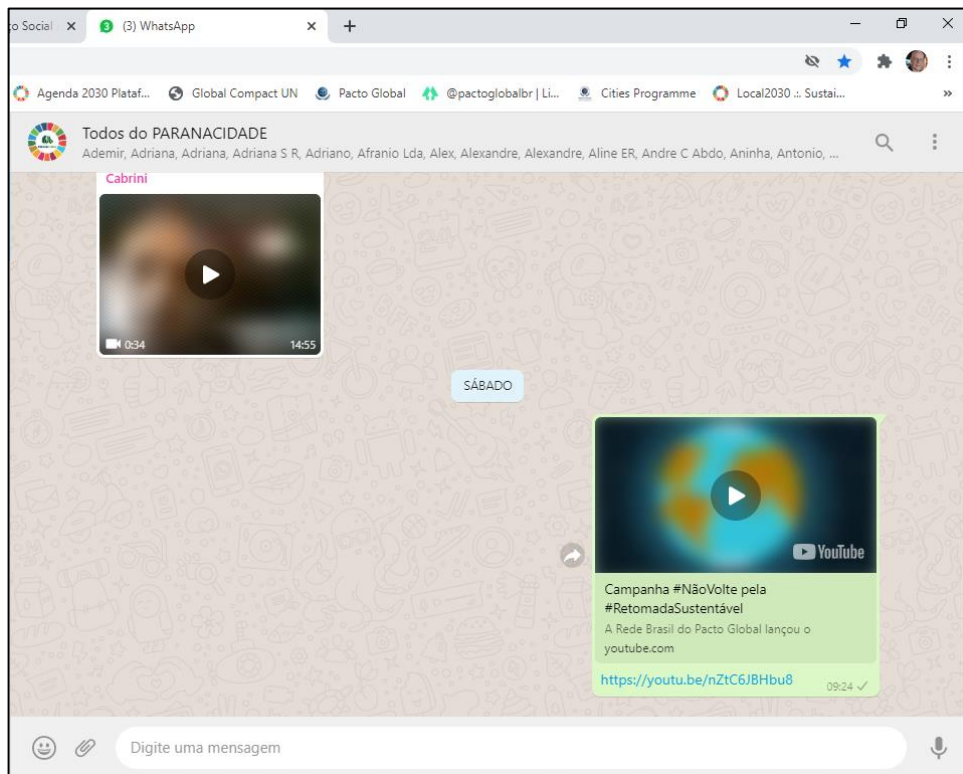 ço Social
(3) WhatsApp
Agenda 2030 Plataf... Global Compact UN Pacto Global @pactoglobalbr | Li... Cities Programme Local2030 .:. Sustai... »
Todos do PARANACIDADE
Ademir, Adriana, Adriana, Adriana S R, Adriano, Afranio Lda, Alex, Alexandre, Alexandre, Aline ER, Andre C Abdo, Aninha, Antonio, ...
Cabrini
0:34 14:55
SÁBADO
YouTube
Campanha #NãoVolte pela
#RetomadaSustentável
A Rede Brasil do Pacto Global lançou o
youtube.com
https://youtu.be/nZtC6JBHbu8 09:24
Digite uma mensagem